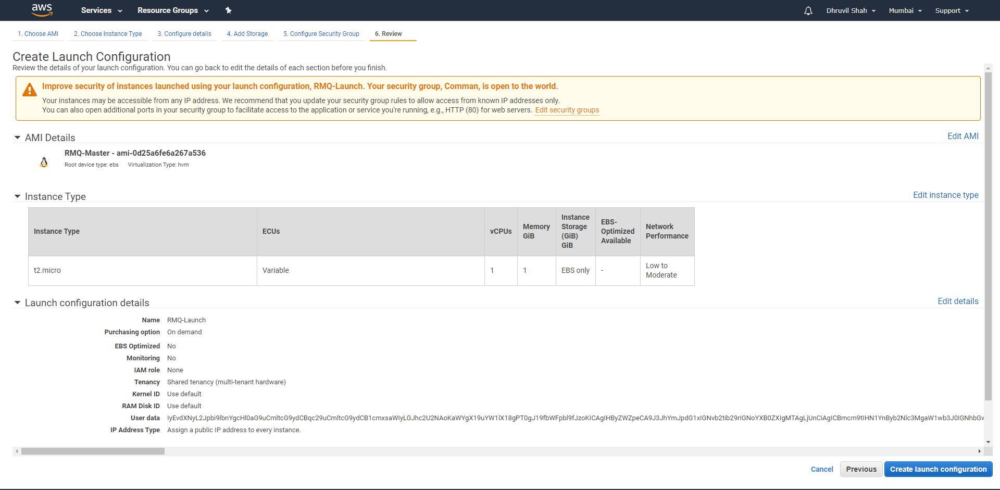 aws Services Resource Groups Dhruvil Shah Mumbai Support
1. Choose AMI 2. Choose Instance Type 3. Configure details 4. Add Storage 5. Configure Security Group 6. Review
Create Launch Configuration
Review the details of your launch configuration. You can go back to edit the details of each section before you finish.
Improve security of instances launched using your launch configuration, RMQ-Launch. Your security group, Comman, is open to the world.
Your instances may be accessible from any IP address. We recommend that you update your security group rules to allow access from known IP addresses only.
You can also open additional ports in your security group to facilitate access to the application or service you're running, e.g., HTTP (80) for web servers. Edit security groups
AMI Details Edit AMI
RMQ-Master - ami-0d25a6fe6a267a536
Root device type: ebs Virtualization Type: hvm
Instance Type Edit instance type
Instance Type ECUs vCPUs Memory GiB Instance Storage (GiB) GiB EBS-Optimized Available Network Performance
t2.micro Variable 1 1 EBS only - Low to Moderate
Launch configuration details Edit details
Name RMQ-Launch
Purchasing option On demand
EBS Optimized No
Monitoring No
IAM role None
Tenancy Shared tenancy (multi-tenant hardware)
Kernel ID Use default
RAM Disk ID Use default
User data
IP Address Type Assign a public IP address to every instance.
Cancel Previous Create launch configuration